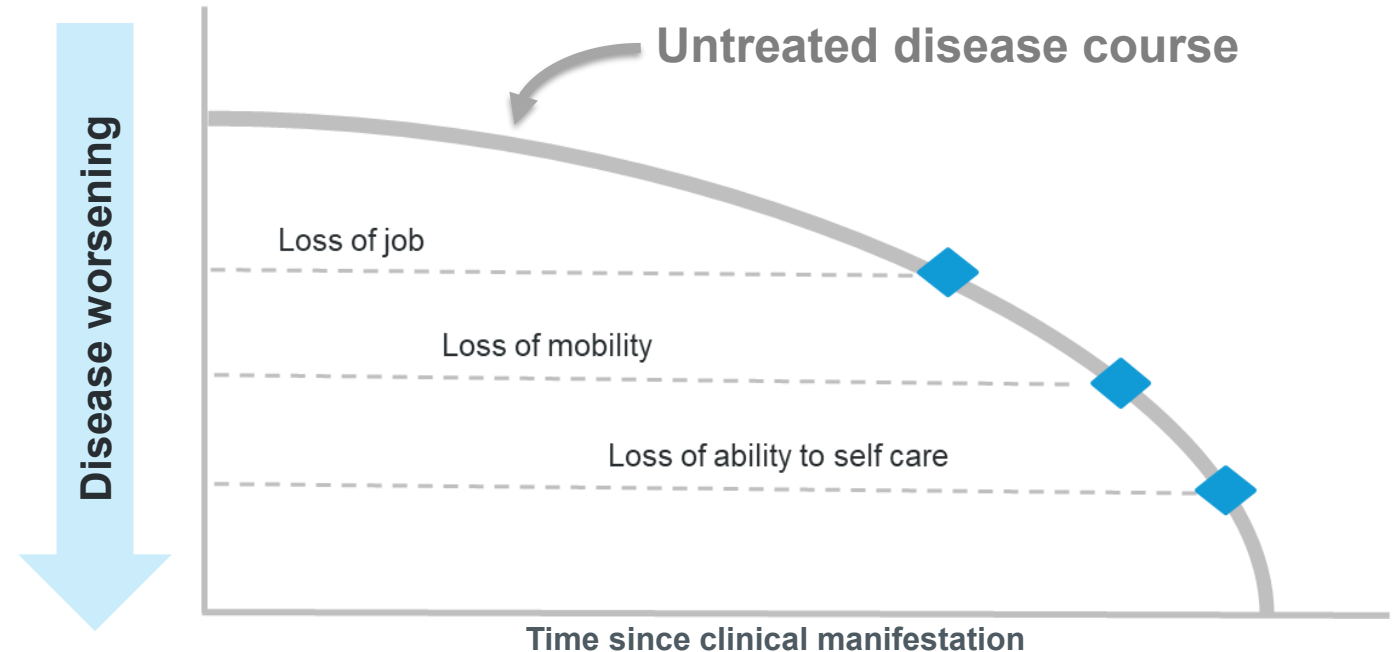 Untreated disease course
Disease worsening
Loss of job
Loss of mobility
Loss of ability to self care
Time since clinical manifestation